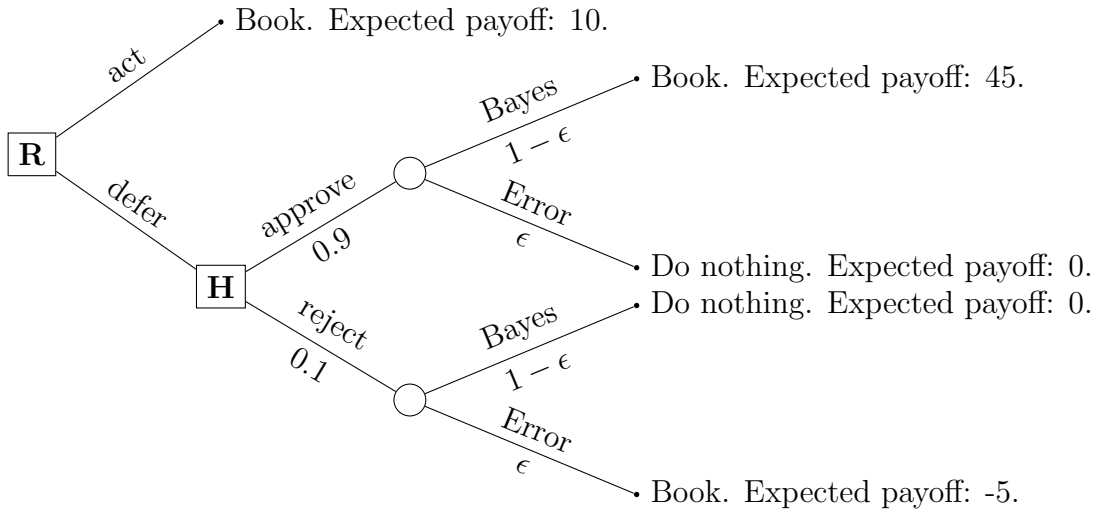 act
Book. Expected payoff: 10.
R
defer
H
approve
0.9
Bayes
1 − ϵ
Book. Expected payoff: 45.
Error
ϵ
Do nothing. Expected payoff: 0.
reject
0.1
Bayes
1 − ϵ
Do nothing. Expected payoff: 0.
Error
ϵ
Book. Expected payoff: -5.